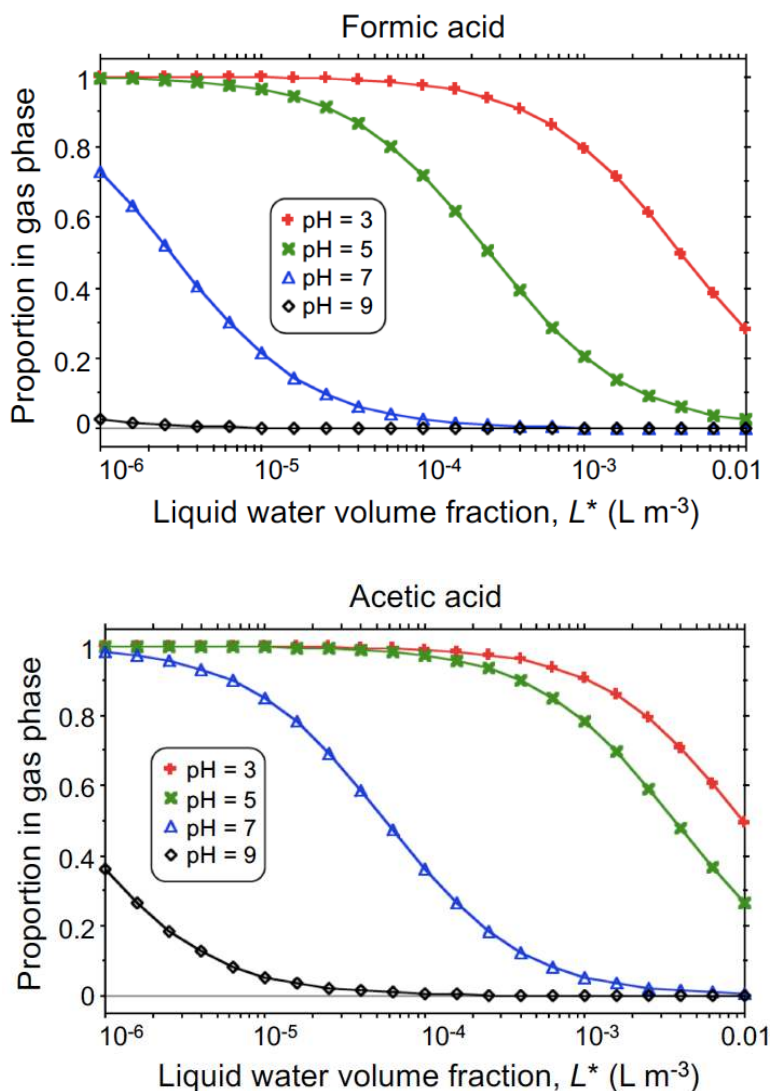 Formic acid
Proportion in gas phase
1
0.8
0.6
0.4
0.2
0
pH = 3
pH = 5
pH = 7
pH = 9
10-6 10-5 10-4 10-3 0.01
Liquid water volume fraction, L* (L m-3)
Acetic acid
Proportion in gas phase
1
0.8
0.6
0.4
0.2
0
pH = 3
pH = 5
pH = 7
pH = 9
10-6 10-5 10-4 10-3 0.01
Liquid water volume fraction, L* (L m-3)